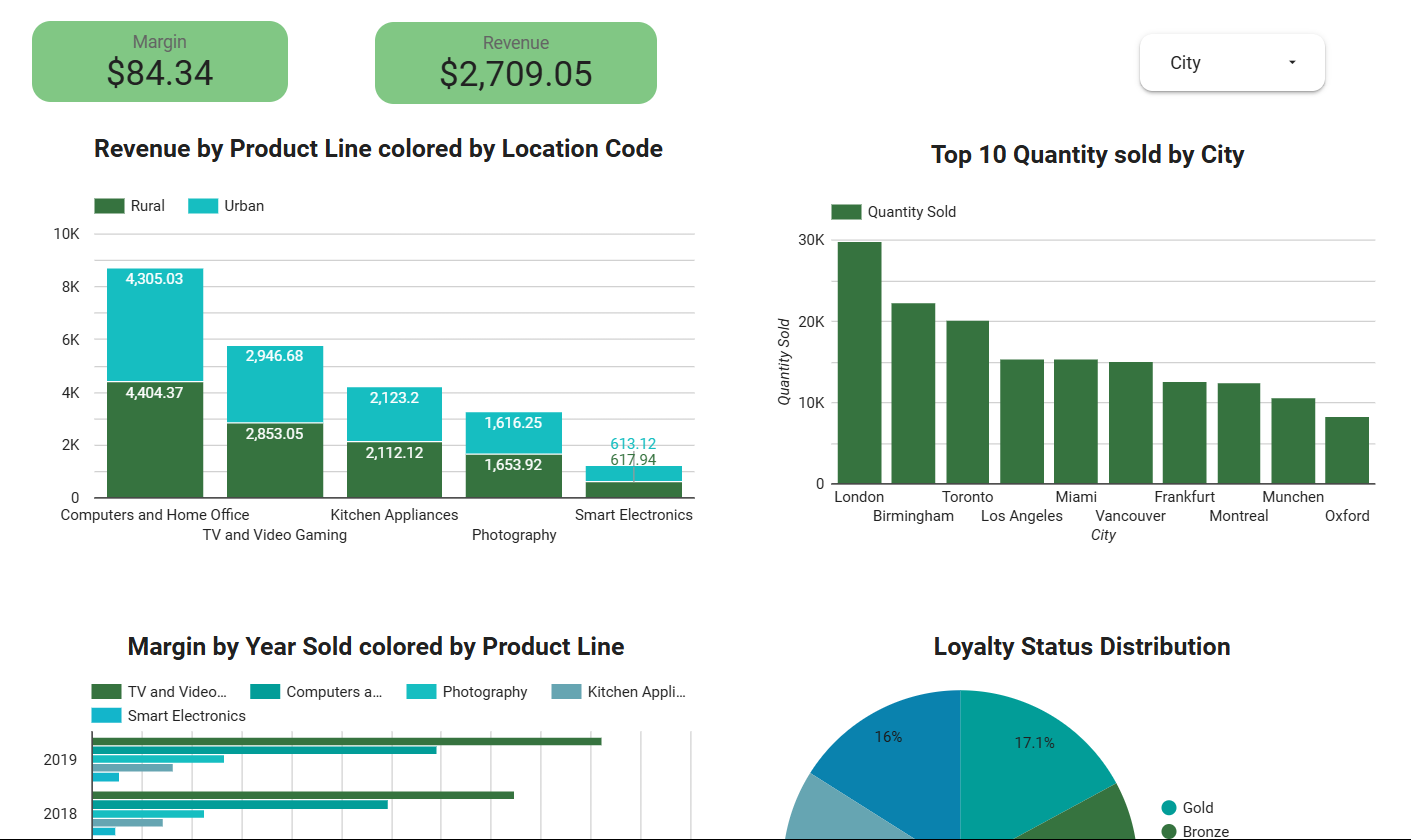 Margin
$84.34
Revenue
$2,709.05
City
Revenue by Product Line colored by Location Code
Rural Urban
10K
8K
6K
4K
2K
0
4,305.03
4,404.37
2,946.68
2,853.05
2,123.2
2,112.12
1,616.25
1,653.92
613.12
617.94
Computers and Home Office
TV and Video Gaming
Kitchen Appliances
Photography
Smart Electronics
Top 10 Quantity sold by City
Quantity Sold
30K
20K
10K
0
Quantity Sold
London
Birmingham
Toronto
Los Angeles
Miami
Vancouver
Frankfurt
Montreal
Munchen
Oxford
City
Margin by Year Sold colored by Product Line
TV and Video… Computers a… Photography Kitchen Appli…
Smart Electronics
2019
2018
Loyalty Status Distribution
16%
17.1%
Gold
Bronze